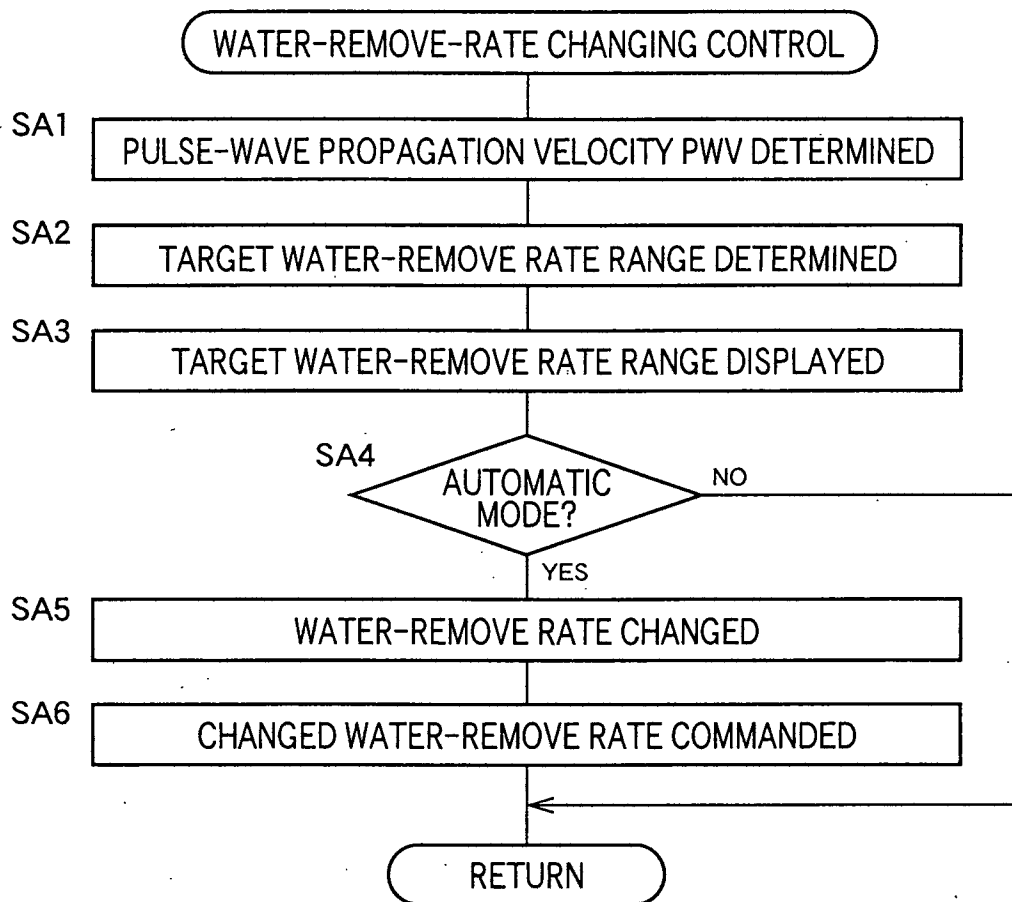 WATER-REMOVE-RATE CHANGING CONTROL
SA1
PULSE-WAVE PROPAGATION VELOCITY PWV DETERMINED
SA2
TARGET WATER-REMOVE RATE RANGE DETERMINED
SA3
TARGET WATER-REMOVE RATE RANGE DISPLAYED
SA4
AUTOMATIC
MODE?
NO
YES
SA5
WATER-REMOVE RATE CHANGED
SA6
CHANGED WATER-REMOVE RATE COMMANDED
RETURN